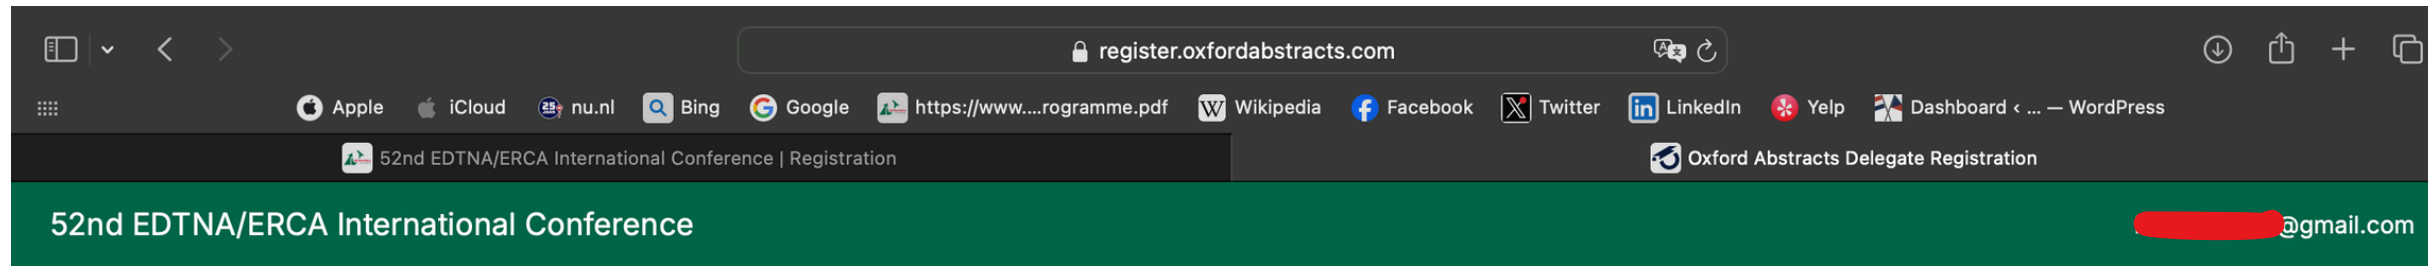 register.oxfordabstracts.com
Apple iCloud nu.nl Bing Google https://www....rogramme.pdf Wikipedia Facebook Twitter LinkedIn Yelp Dashboard ‹ ... — WordPress
52nd EDTNA/ERCA International Conference | Registration Oxford Abstracts Delegate Registration
52nd EDTNA/ERCA International Conference @gmail.com